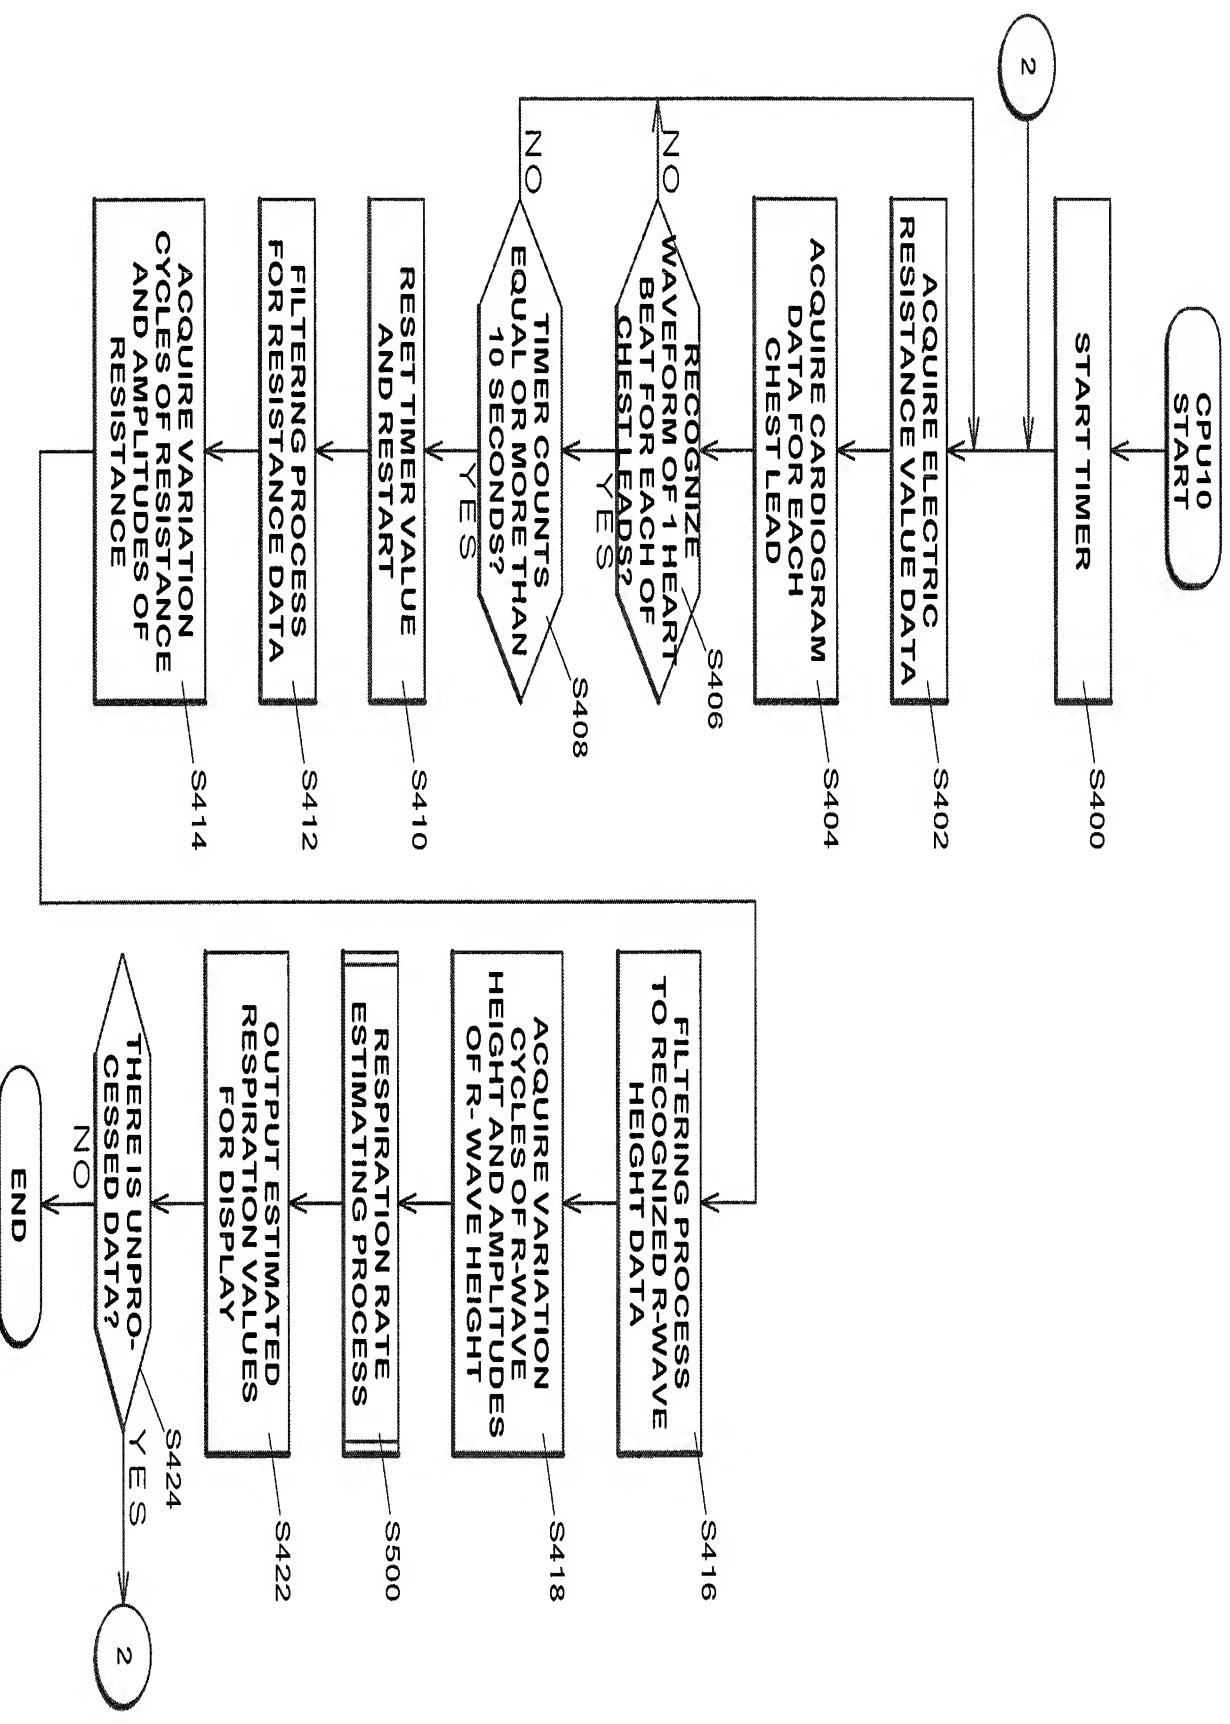 CPU10
START
START TIMER
S400
2
ACQUIRE ELECTRIC
RESISTANCE VALUE DATA
S402
ACQUIRE CARDIOGRAM
DATA FOR EACH
CHEST LEAD
S404
RECOGNIZE
WAVEFORM OF 1 HEART
BEAT FOR EACH OF
CHEST LEADS?
S406
NO
YES
TIMER COUNTS
EQUAL OR MORE THAN
10 SECONDS?
S408
NO
YES
RESET TIMER VALUE
AND RESTART
S410
FILTERING PROCESS
FOR RESISTANCE DATA
S412
ACQUIRE VARIATION
CYCLES OF RESISTANCE
AND AMPLITUDES OF
RESISTANCE
S414
FILTERING PROCESS
TO RECOGNIZED R-WAVE
HEIGHT DATA
S416
ACQUIRE VARIATION
CYCLES OF R-WAVE
HEIGHT AND AMPLITUDES
OF R- WAVE HEIGHT
S418
RESPIRATION RATE
ESTIMATING PROCESS
S500
OUTPUT ESTIMATED
RESPIRATION VALUES
FOR DISPLAY
S422
THERE IS UNPRO-
CESSED DATA?
S424
YES
2
NO
END